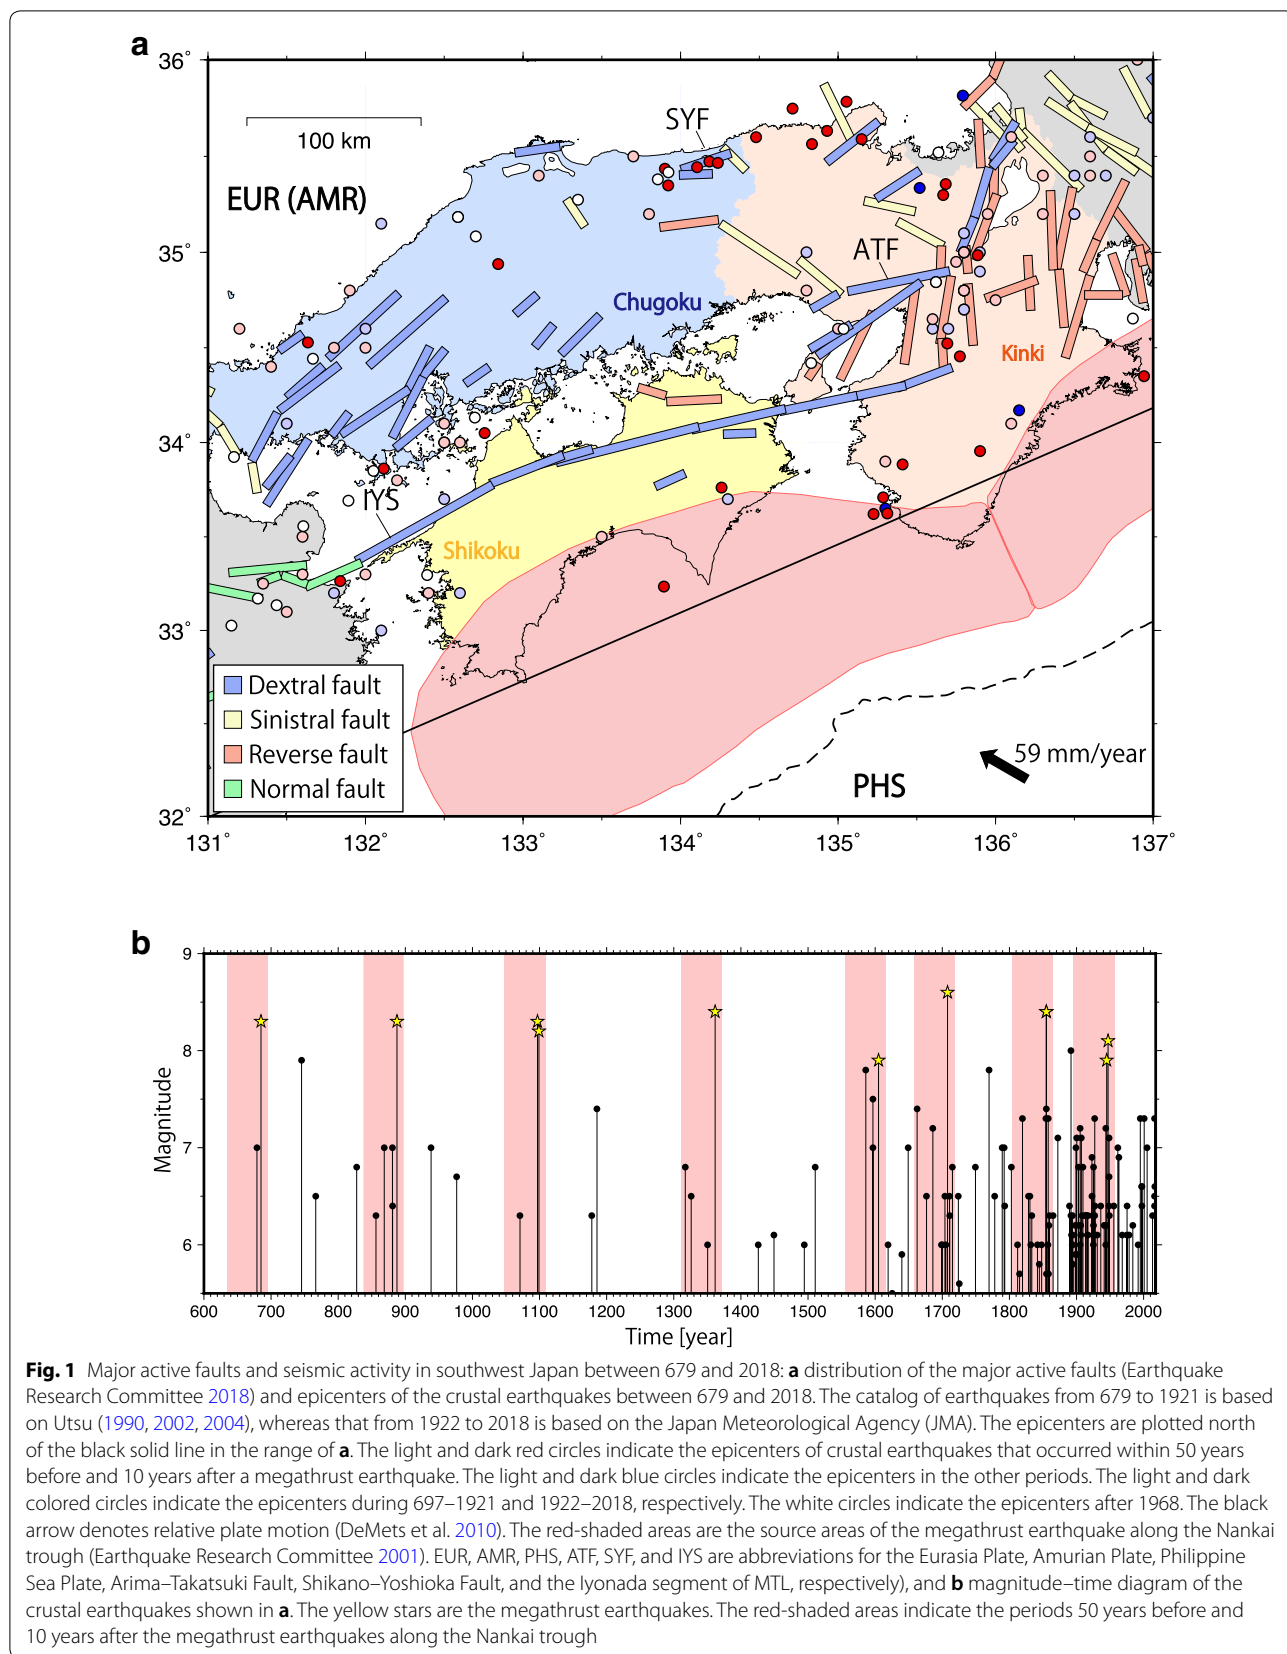 a
36°
35°
34°
33°
32°
131°
132°
133°
134°
135°
136°
137°
100 km
EUR (AMR)
SYF
ATF
Chugoku
Kinki
IYS
Shikoku
Dextral fault
Sinistral fault
Reverse fault
Normal fault
59 mm/year
PHS
b
9
8
7
6
Magnitude
600 700 800 900 1000 1100 1200 1300 1400 1500 1600 1700 1800 1900 2000
Time [year]
Fig. 1 Major active faults and seismic activity in southwest Japan between 679 and 2018: a distribution of the major active faults (Earthquake
Research Committee 2018) and epicenters of the crustal earthquakes between 679 and 2018. The catalog of earthquakes from 679 to 1921 is based
on Utsu (1990, 2002, 2004), whereas that from 1922 to 2018 is based on the Japan Meteorological Agency (JMA). The epicenters are plotted north
of the black solid line in the range of a. The light and dark red circles indicate the epicenters of crustal earthquakes that occurred within 50 years
before and 10 years after a megathrust earthquake. The light and dark blue circles indicate the epicenters in the other periods. The light and dark
colored circles indicate the epicenters during 697–1921 and 1922–2018, respectively. The white circles indicate the epicenters after 1968. The black
arrow denotes relative plate motion (DeMets et al. 2010). The red-shaded areas are the source areas of the megathrust earthquake along the Nankai
trough (Earthquake Research Committee 2001). EUR, AMR, PHS, ATF, SYF, and IYS are abbreviations for the Eurasia Plate, Amurian Plate, Philippine
Sea Plate, Arima–Takatsuki Fault, Shikano–Yoshioka Fault, and the Iyonada segment of MTL, respectively), and b magnitude–time diagram of the
crustal earthquakes shown in a. The yellow stars are the megathrust earthquakes. The red-shaded areas indicate the periods 50 years before and
10 years after the megathrust earthquakes along the Nankai trough